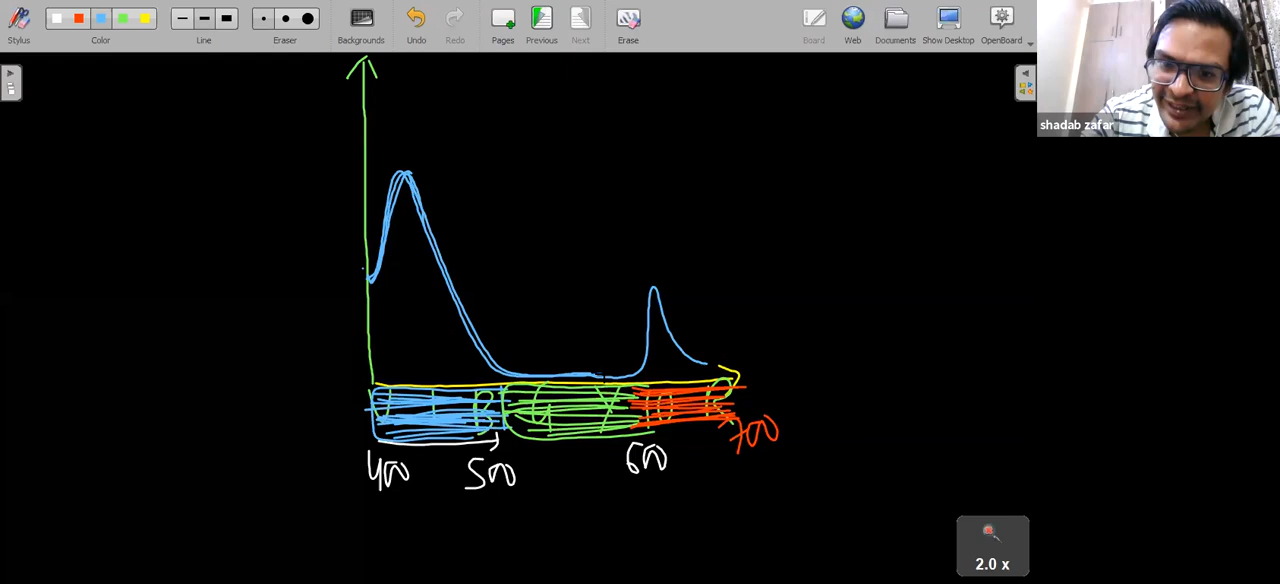 Stylus Color Line Eraser Backgrounds Undo Redo Pages Previous Next Erase Board Web Documents Show Desktop OpenBoard
shadab zafar
V I B G Y O R
700
400 500 600
2.0 x